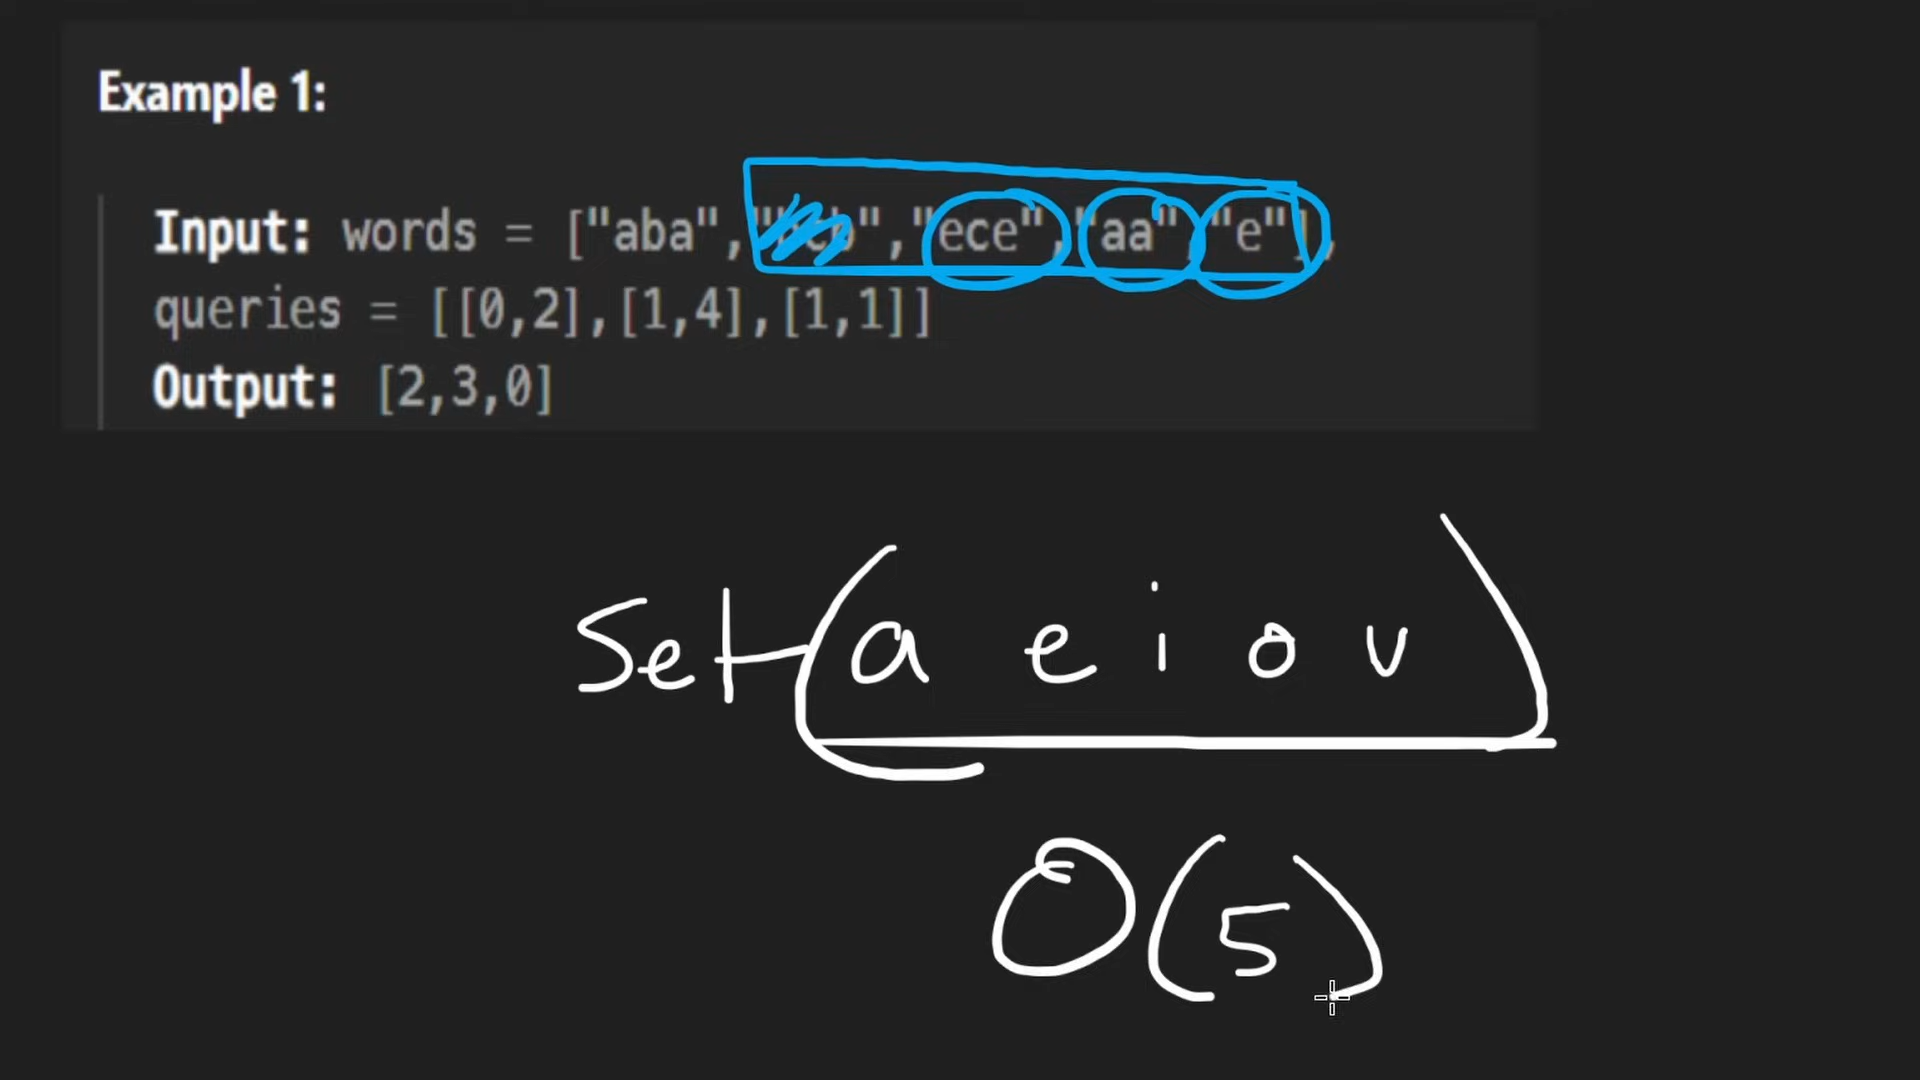 Example 1:
Input: words = ["aba","bcb","ece","aa","e"],
queries = [[0,2],[1,4],[1,1]]
Output: [2,3,0]
Set(a e i o u)
O(5)